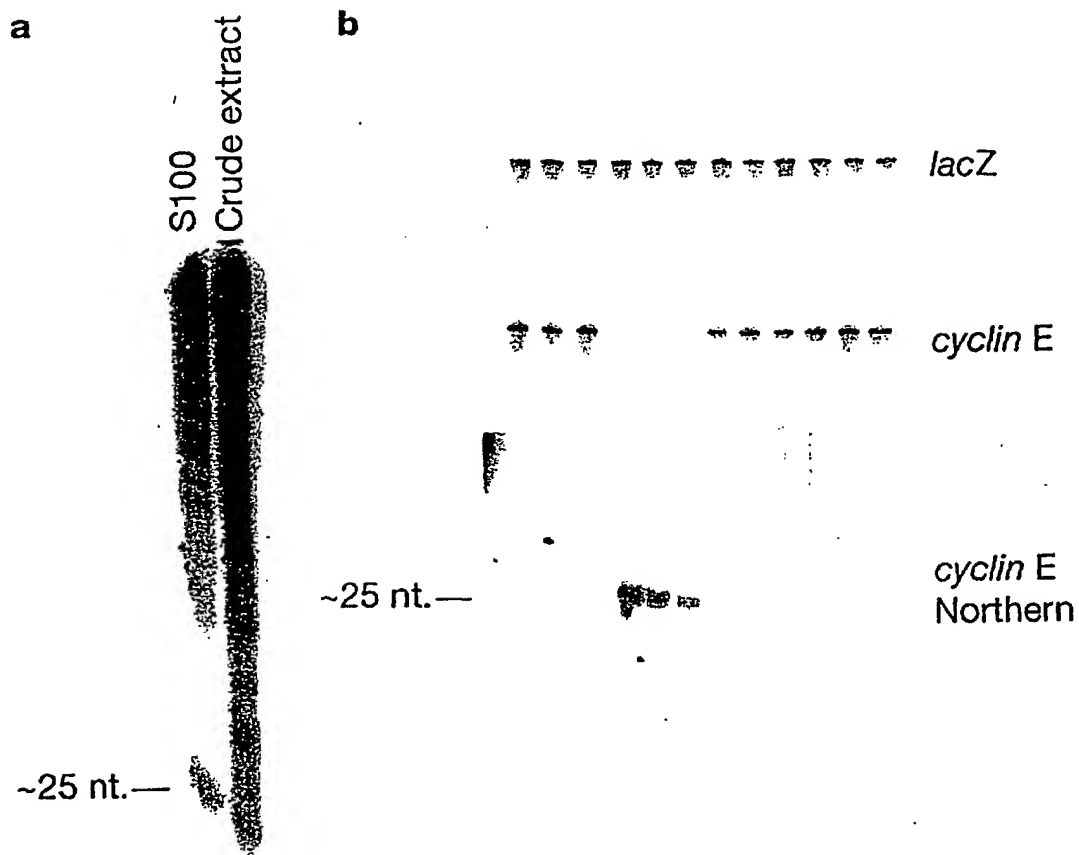 a
b
S100
Crude extract
lacZ
cyclin E
cyclin E
Northern
~25 nt.
~25 nt.